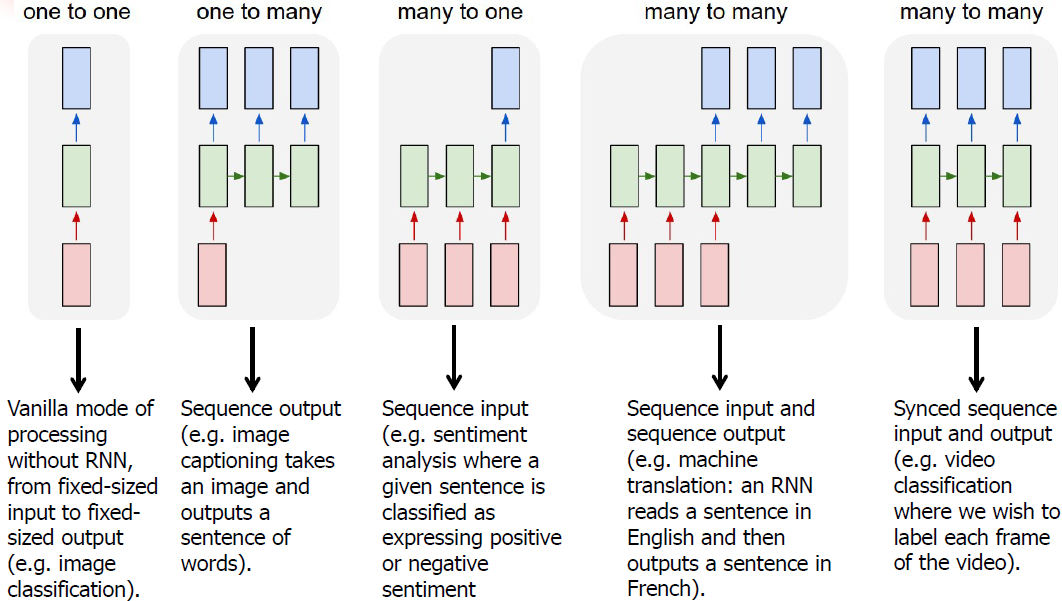 one to one
one to many
many to one
many to many
many to many
Vanilla mode of
processing
without RNN,
from fixed-sized
input to fixed-
sized output
(e.g. image
classification).
Sequence output
(e.g. image
captioning takes
an image and
outputs a
sentence of
words).
Sequence input
(e.g. sentiment
analysis where a
given sentence is
classified as
expressing positive
or negative
sentiment
Sequence input and
sequence output
(e.g. machine
translation: an RNN
reads a sentence in
English and then
outputs a sentence in
French).
Synced sequence
input and output
(e.g. video
classification
where we wish to
label each frame
of the video).